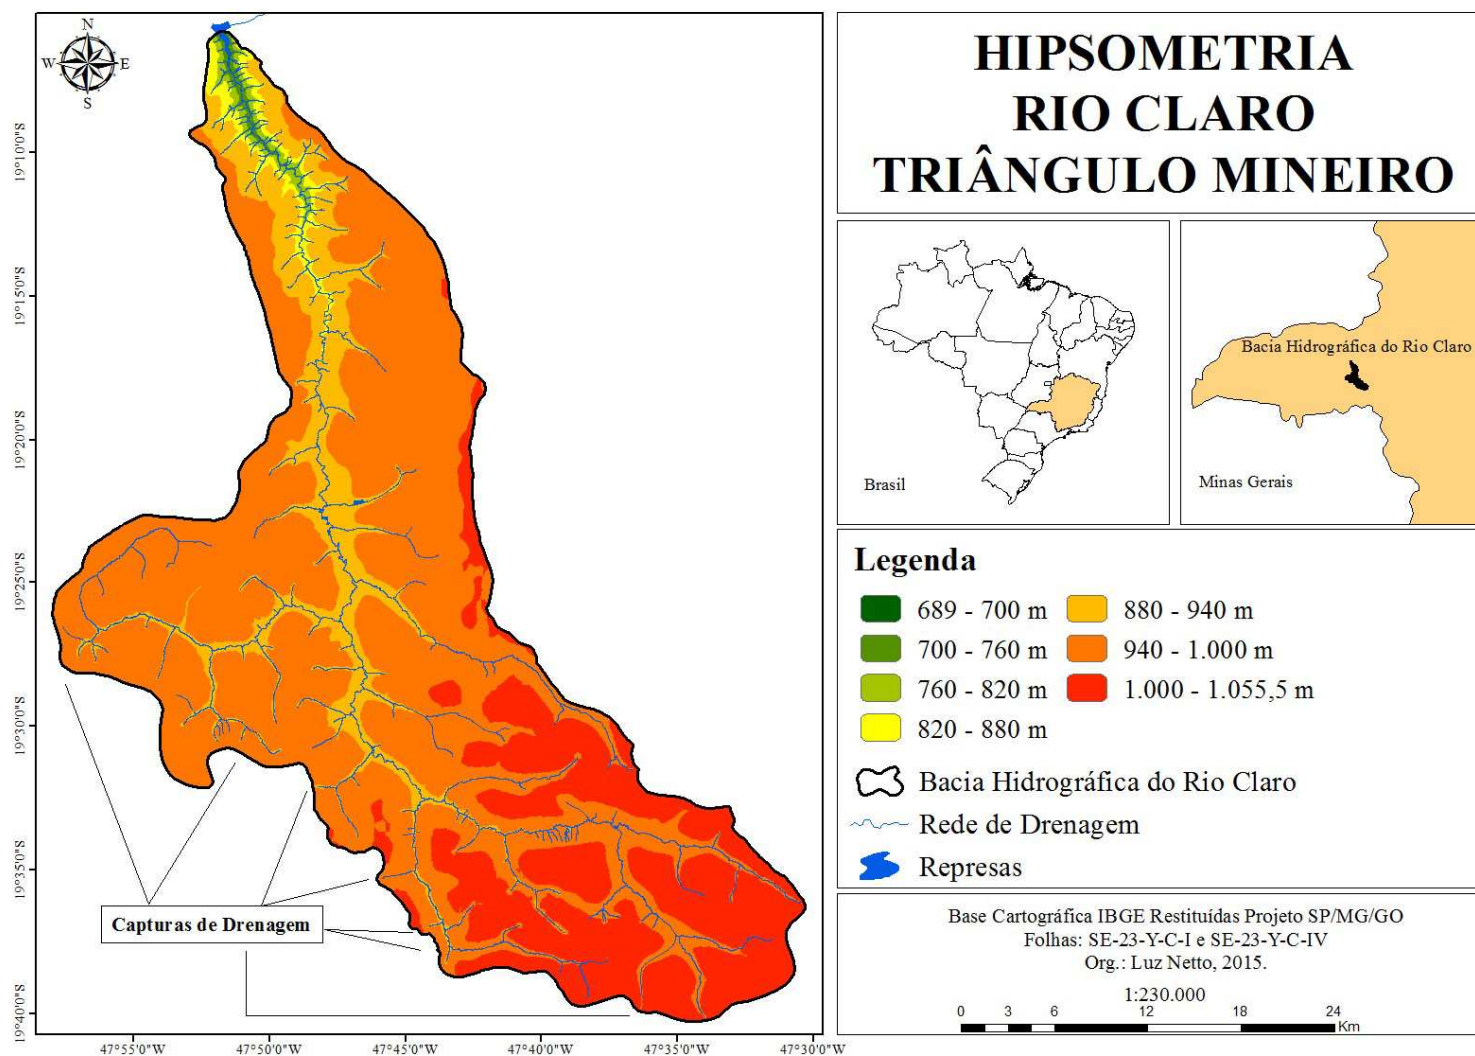 HIPSOMETRIA
RIO CLARO
TRIÂNGULO MINEIRO
N
W
E
S
19°10'0"S
19°15'0"S
19°20'0"S
19°25'0"S
19°30'0"S
19°35'0"S
19°40'0"S
47°55'0"W
47°50'0"W
47°45'0"W
47°40'0"W
47°35'0"W
47°30'0"W
Capturas de Drenagem
Brasil
Bacia Hidrográfica do Rio Claro
Minas Gerais
Legenda
689 - 700 m
700 - 760 m
760 - 820 m
820 - 880 m
880 - 940 m
940 - 1.000 m
1.000 - 1.055,5 m
Bacia Hidrográfica do Rio Claro
Rede de Drenagem
Represas
Base Cartográfica IBGE Restituídas Projeto SP/MG/GO
Folhas: SE-23-Y-C-I e SE-23-Y-C-IV
Org.: Luz Netto, 2015.
1:230.000
0 3 6 12 18 24
Km